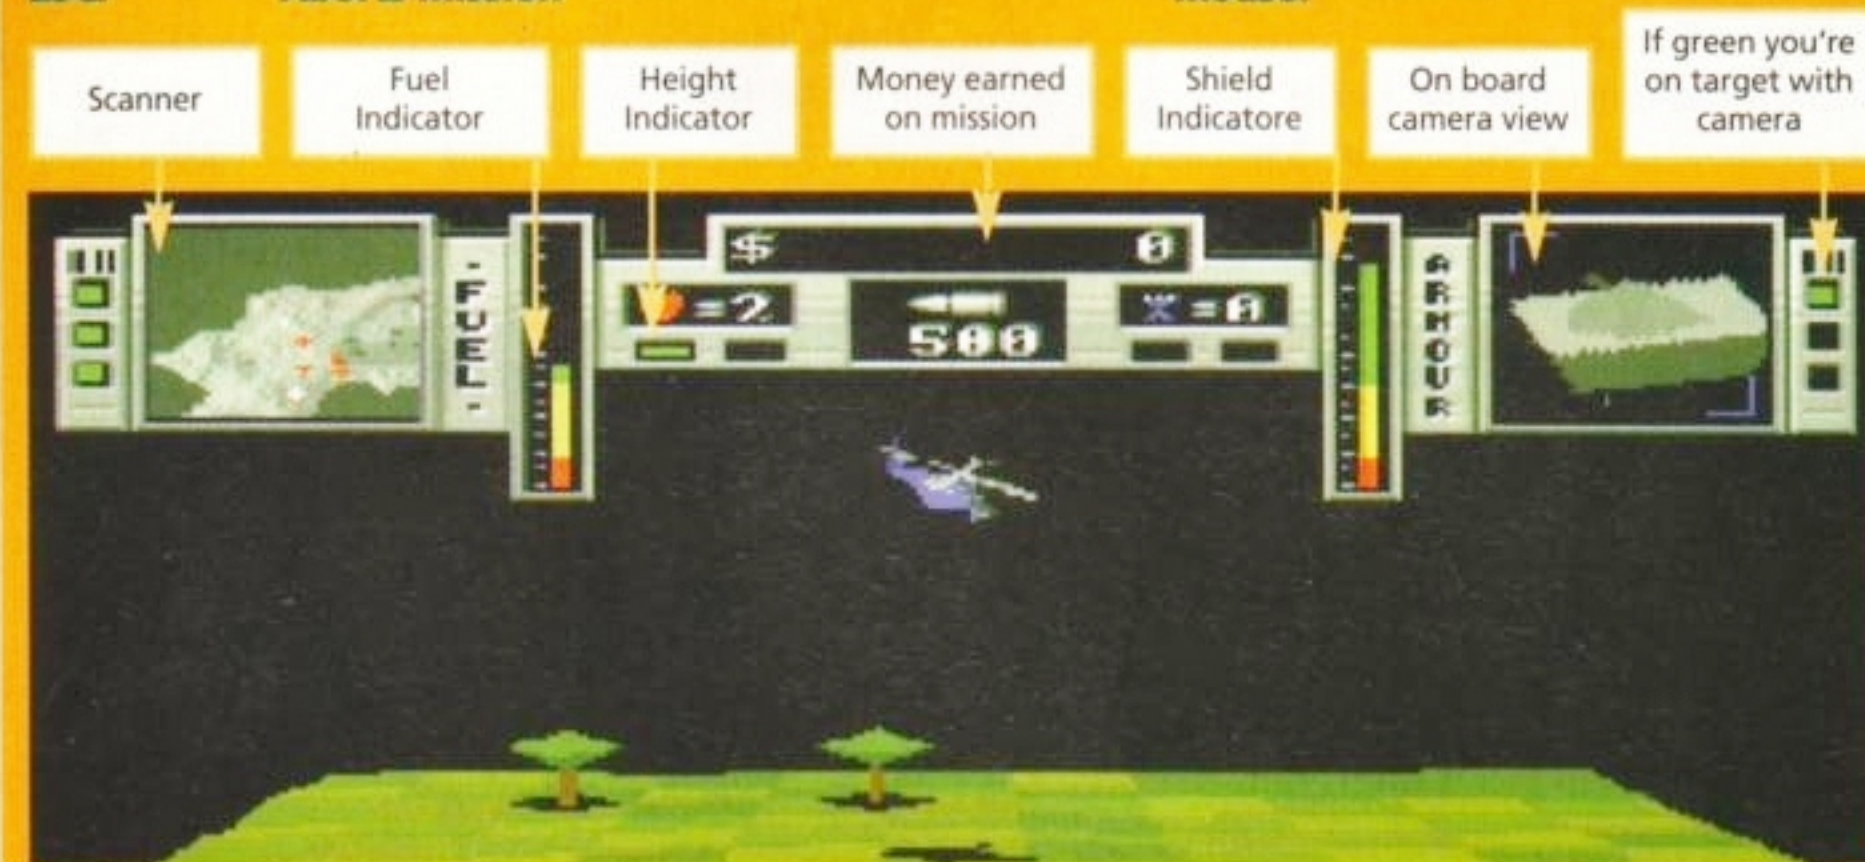 Scanner
Fuel
Indicator
Height
Indicator
Money earned
on mission
Shield
Indicatore
On board
camera view
If green you're
on target with
camera
$ 0
-FUEL-
=2
500
=0
ARMOUR